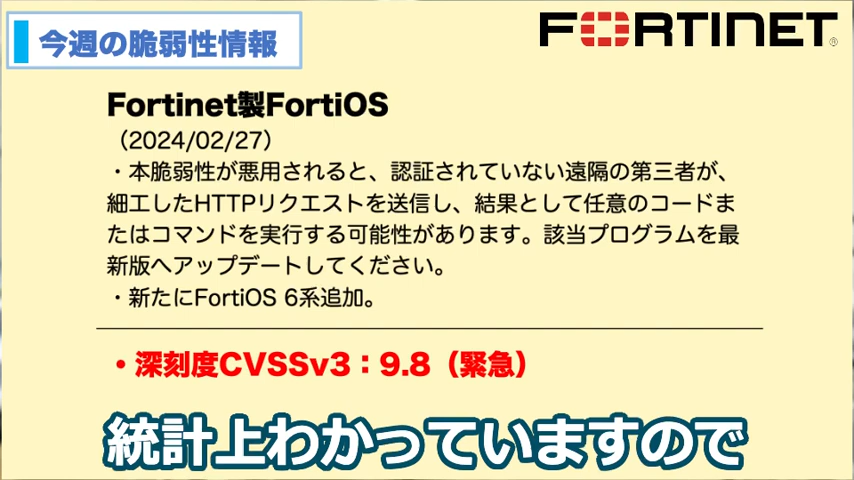 今週の脆弱性情報
FORTINET®
Fortinet製FortiOS
（2024/02/27）
・本脆弱性が悪用されると、認証されていない遠隔の第三者が、
細工したHTTPリクエストを送信し、結果として任意のコードま
たはコマンドを実行する可能性があります。該当プログラムを最
新版へアップデートしてください。
・新たにFortiOS 6系追加。
・深刻度CVSSv3：9.8（緊急）
統計上わかっていますので